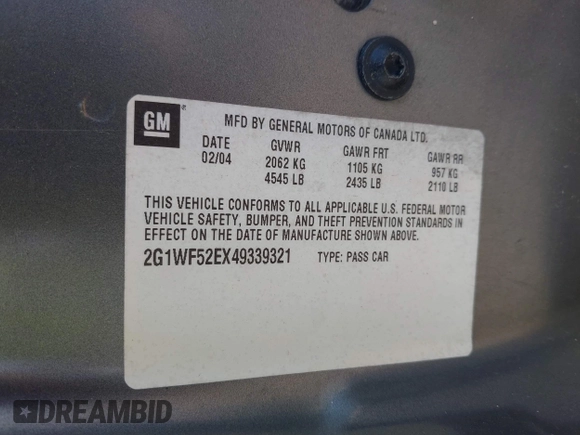 GM
MFD BY GENERAL MOTORS OF CANADA LTD.
DATE GVWR GAWR FRT GAWR RR
02/04 2062 KG 1105 KG 957 KG
4545 LB 2435 LB 2110 LB
THIS VEHICLE CONFORMS TO ALL APPLICABLE U.S. FEDERAL MOTOR
VEHICLE SAFETY, BUMPER, AND THEFT PREVENTION STANDARDS IN
EFFECT ON THE DATE OF MANUFACTURE SHOWN ABOVE.
2G1WF52EX49339321 TYPE: PASS CAR
DREAMBID